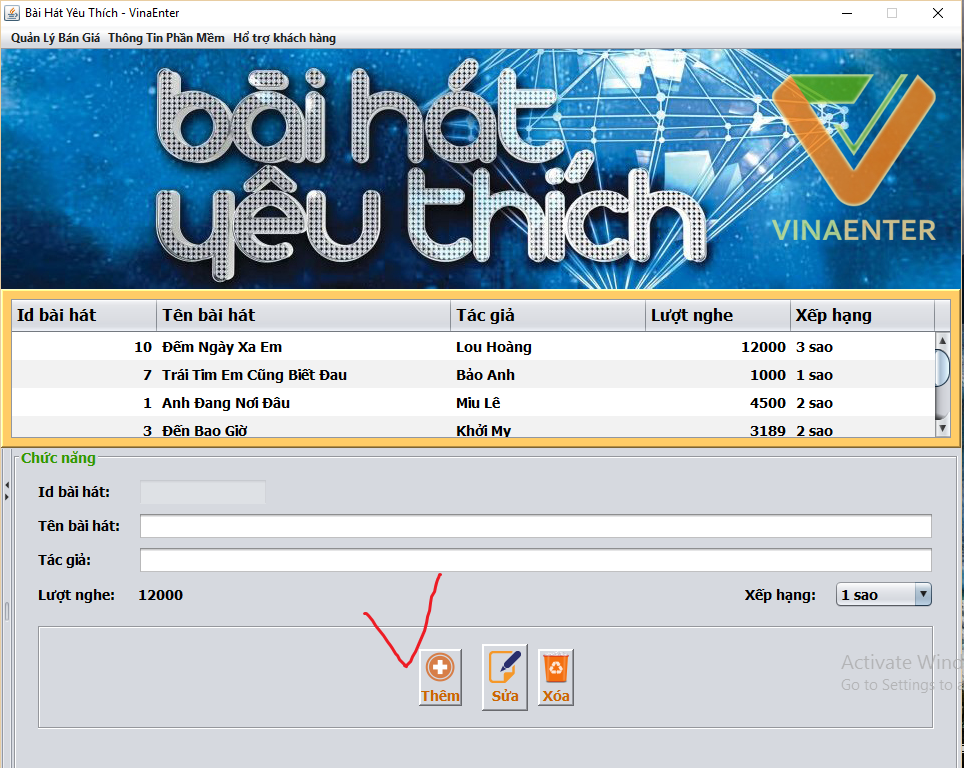 Bài Hát Yêu Thích - VinaEnter
Quản Lý Bán Giá Thông Tin Phần Mềm Hổ trợ khách hàng
bài hát
yêu thích
VINAENTER
Id bài hát Tên bài hát Tác giả Lượt nghe Xếp hạng
10 Đếm Ngày Xa Em Lou Hoàng 12000 3 sao
7 Trái Tim Em Cũng Biết Đau Bảo Anh 1000 1 sao
1 Anh Đang Nơi Đâu Miu Lê 4500 2 sao
3 Đến Bao Giờ Khởi My 3189 2 sao
Chức năng
Id bài hát:
Tên bài hát:
Tác giả:
Lượt nghe: 12000 Xếp hạng: 1 sao
Thêm Sửa Xóa
Activate Wind
Go to Settings to a